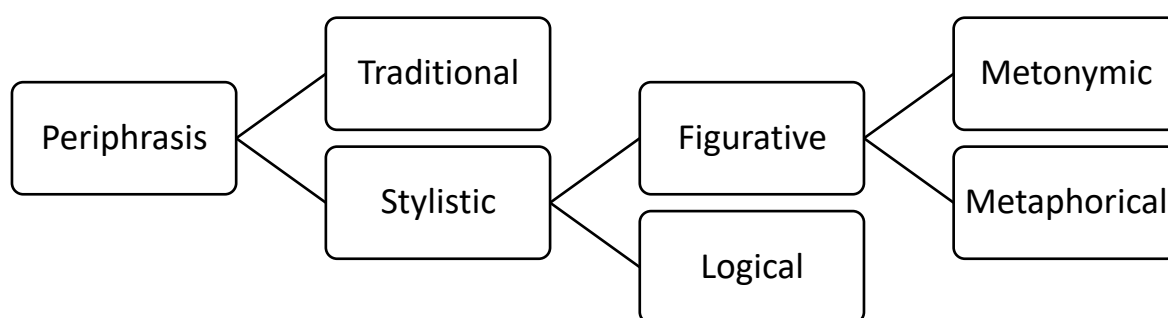 Periphrasis
Traditional
Stylistic
Figurative
Logical
Metonymic
Metaphorical